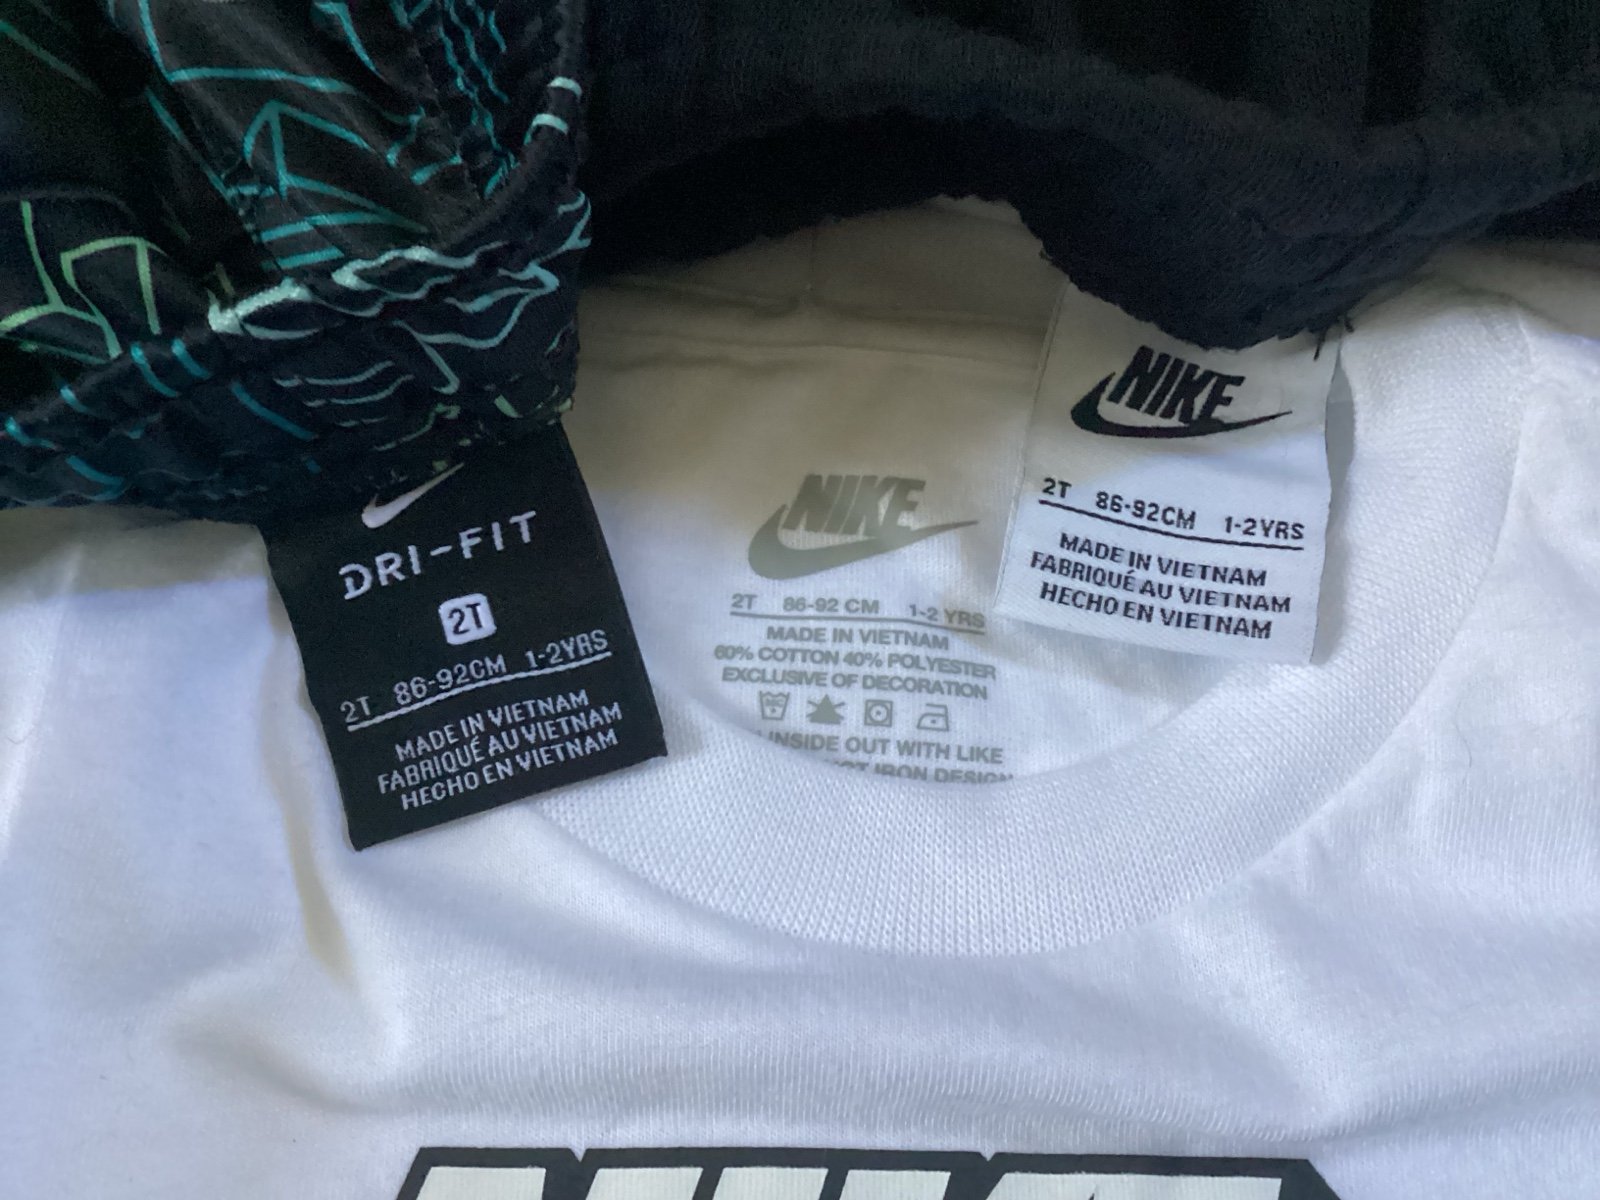 DRI-FIT
2T
2T 86-92CM 1-2YRS
MADE IN VIETNAM
FABRIQUÉ AU VIETNAM
HECHO EN VIETNAM
NIKE
2T 86-92 CM 1-2 YRS
MADE IN VIETNAM
60% COTTON 40% POLYESTER
EXCLUSIVE OF DECORATION
INSIDE OUT WITH LIKE
IRON DESIGN
NIKE
2T 86-92CM 1-2YRS
MADE IN VIETNAM
FABRIQUÉ AU VIETNAM
HECHO EN VIETNAM